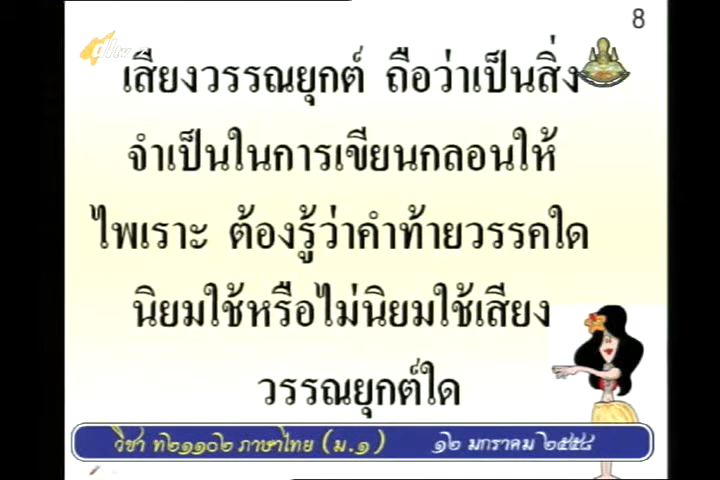 8
เสียงวรรณยุกต์ ถือว่าเป็นสิ่ง
จำเป็นในการเขียนกลอนให้
ไพเราะ ต้องรู้ว่าคำท้ายวรรคใด
นิยมใช้หรือไม่นิยมใช้เสียง
วรรณยุกต์ใด
วิชา ท๒๑๑๐๒ ภาษาไทย (ม.๑) ๑๒ มกราคม ๒๕๕๘